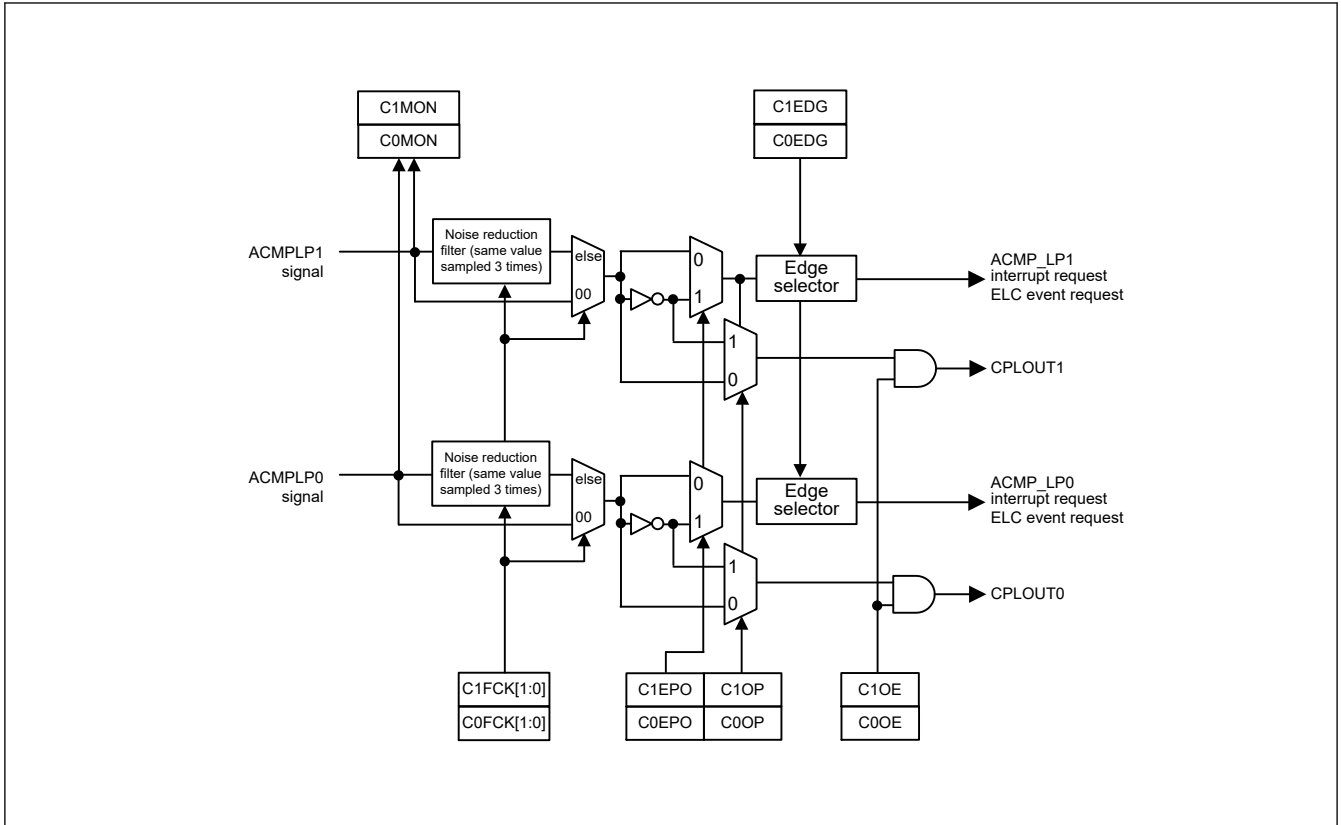 C1MON
C0MON
C1EDG
C0EDG
ACMPLP1
signal
Noise reduction
filter (same value
sampled 3 times)
else
00
0
1
Edge
selector
ACMP_LP1
interrupt request
ELC event request
1
0
CPLOUT1
ACMPLP0
signal
Noise reduction
filter (same value
sampled 3 times)
else
00
0
1
Edge
selector
ACMP_LP0
interrupt request
ELC event request
1
0
CPLOUT0
C1FCK[1:0]
C0FCK[1:0]
C1EPO
C1OP
C0EPO
C0OP
C1OE
C0OE